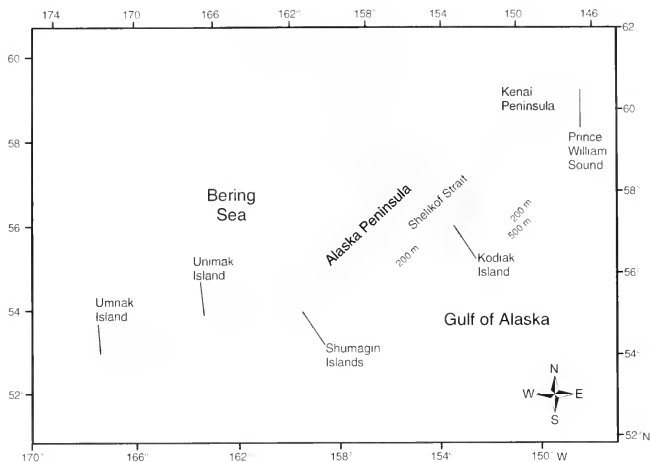 174 170 166 162° 158° 154 150 146
62
60
Kenai
Peninsula
60
Prince
William
Sound
58
Bering
Sea
Alaska Peninsula
Shelikof Strait
58
200 m
500 m
56
200 m
Kodiak
Island
Unimak
Island
56
Umnak
Island
54
Gulf of Alaska
Shumagin
Islands
54°
N
W E
S
52°
52°N
170° 166° 162° 158° 154° 150° W